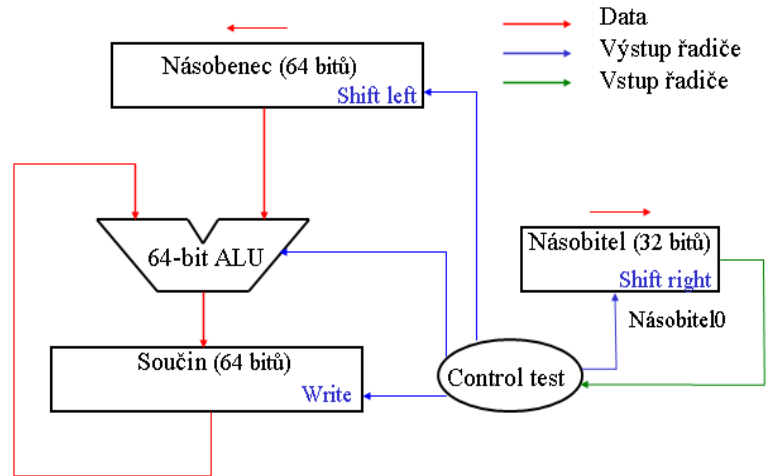 Data
Výstup řadiče
Vstup řadiče
Násobenec (64 bitů)
Shift left
64-bit ALU
Násobitel (32 bitů)
Shift right
Násobitel0
Součin (64 bitů)
Write
Control test